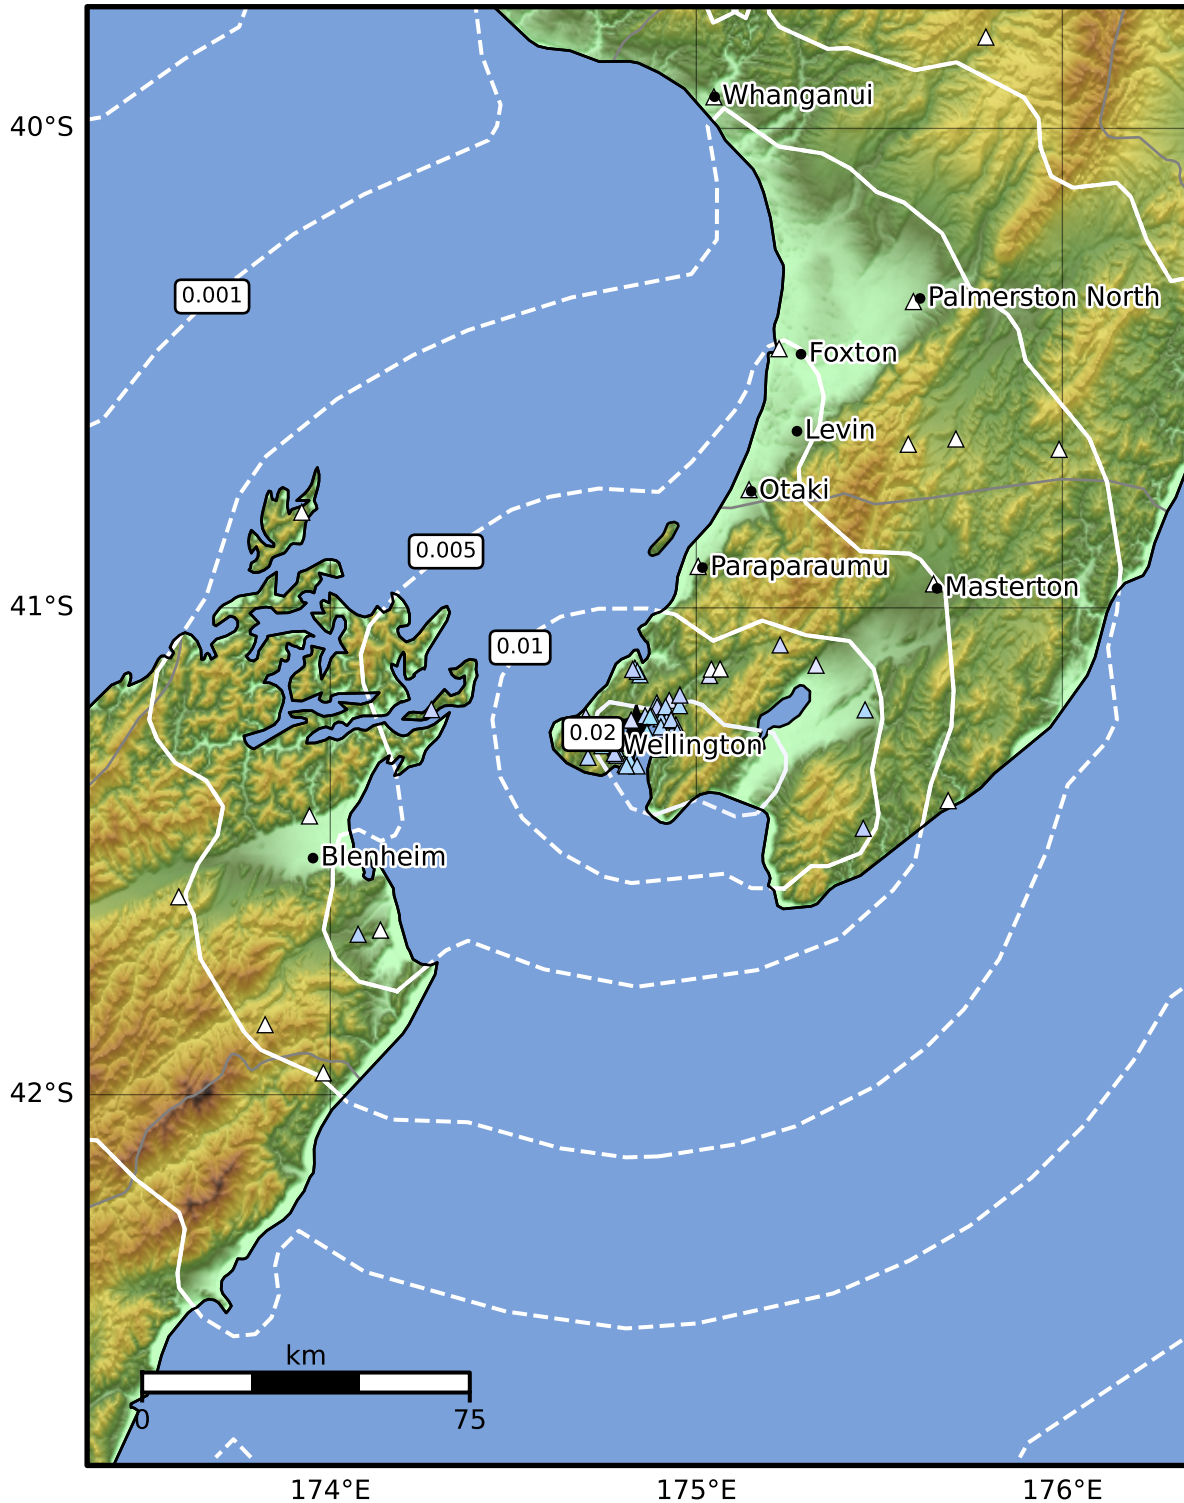 Whanganui
40°S
0.001
Palmerston North
Foxton
Levin
Otaki
0.005
Paraparaumu
Masterton
41°S
0.01
0.02
Wellington
Blenheim
42°S
km
0
75
174°E
175°E
176°E